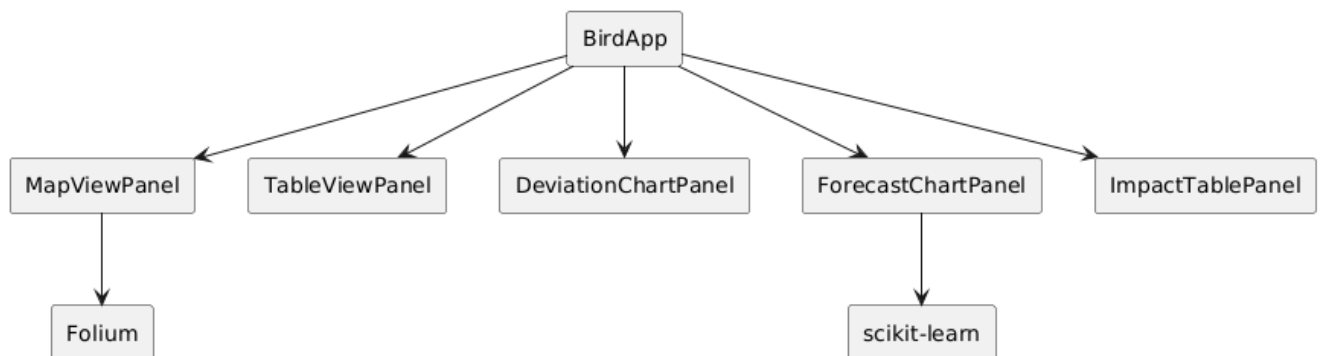 BirdApp
MapViewPanel
TableViewPanel
DeviationChartPanel
ForecastChartPanel
ImpactTablePanel
Folium
scikit-learn